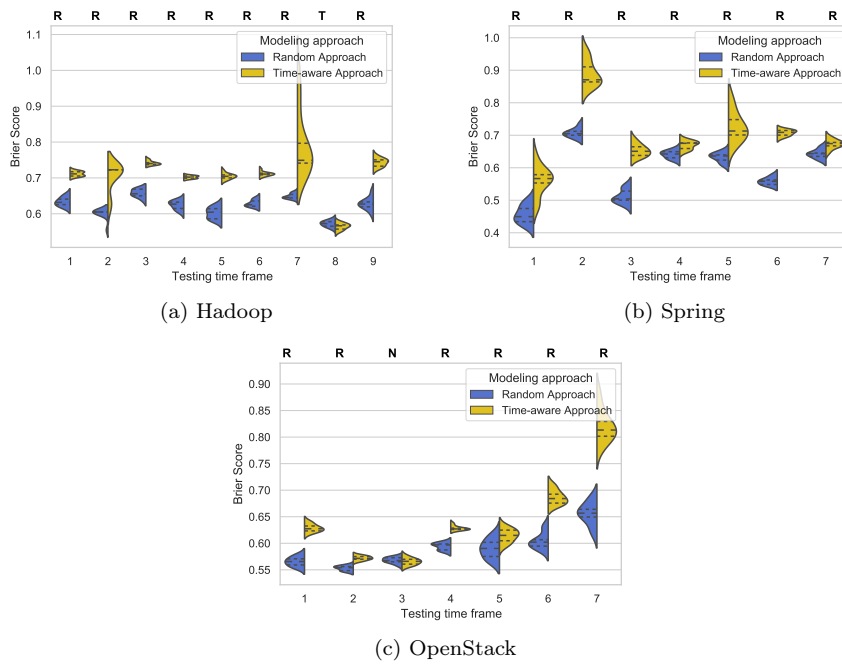 R R R R R R R T R
1.1
1.0
0.9
0.8
0.7
0.6
Brier Score
Modeling approach
Random Approach
Time-aware Approach
1 2 3 4 5 6 7 8 9
Testing time frame
(a) Hadoop
R R R R R R R
1.0
0.9
0.8
0.7
0.6
0.5
0.4
Brier Score
Modeling approach
Random Approach
Time-aware Approach
1 2 3 4 5 6 7
Testing time frame
(b) Spring
R R N R R R R
0.90
0.85
0.80
0.75
0.70
0.65
0.60
0.55
Brier Score
Modeling approach
Random Approach
Time-aware Approach
1 2 3 4 5 6 7
Testing time frame
(c) OpenStack